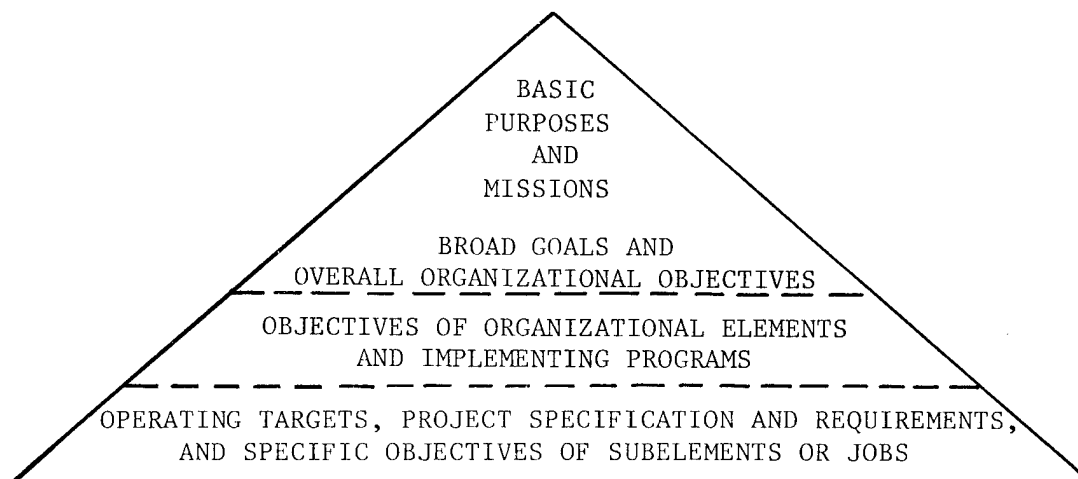 BASIC
PURPOSES
AND
MISSIONS
BROAD GOALS AND
OVERALL ORGANIZATIONAL OBJECTIVES
OBJECTIVES OF ORGANIZATIONAL ELEMENTS
AND IMPLEMENTING PROGRAMS
OPERATING TARGETS, PROJECT SPECIFICATION AND REQUIREMENTS,
AND SPECIFIC OBJECTIVES OF SUBELEMENTS OR JOBS